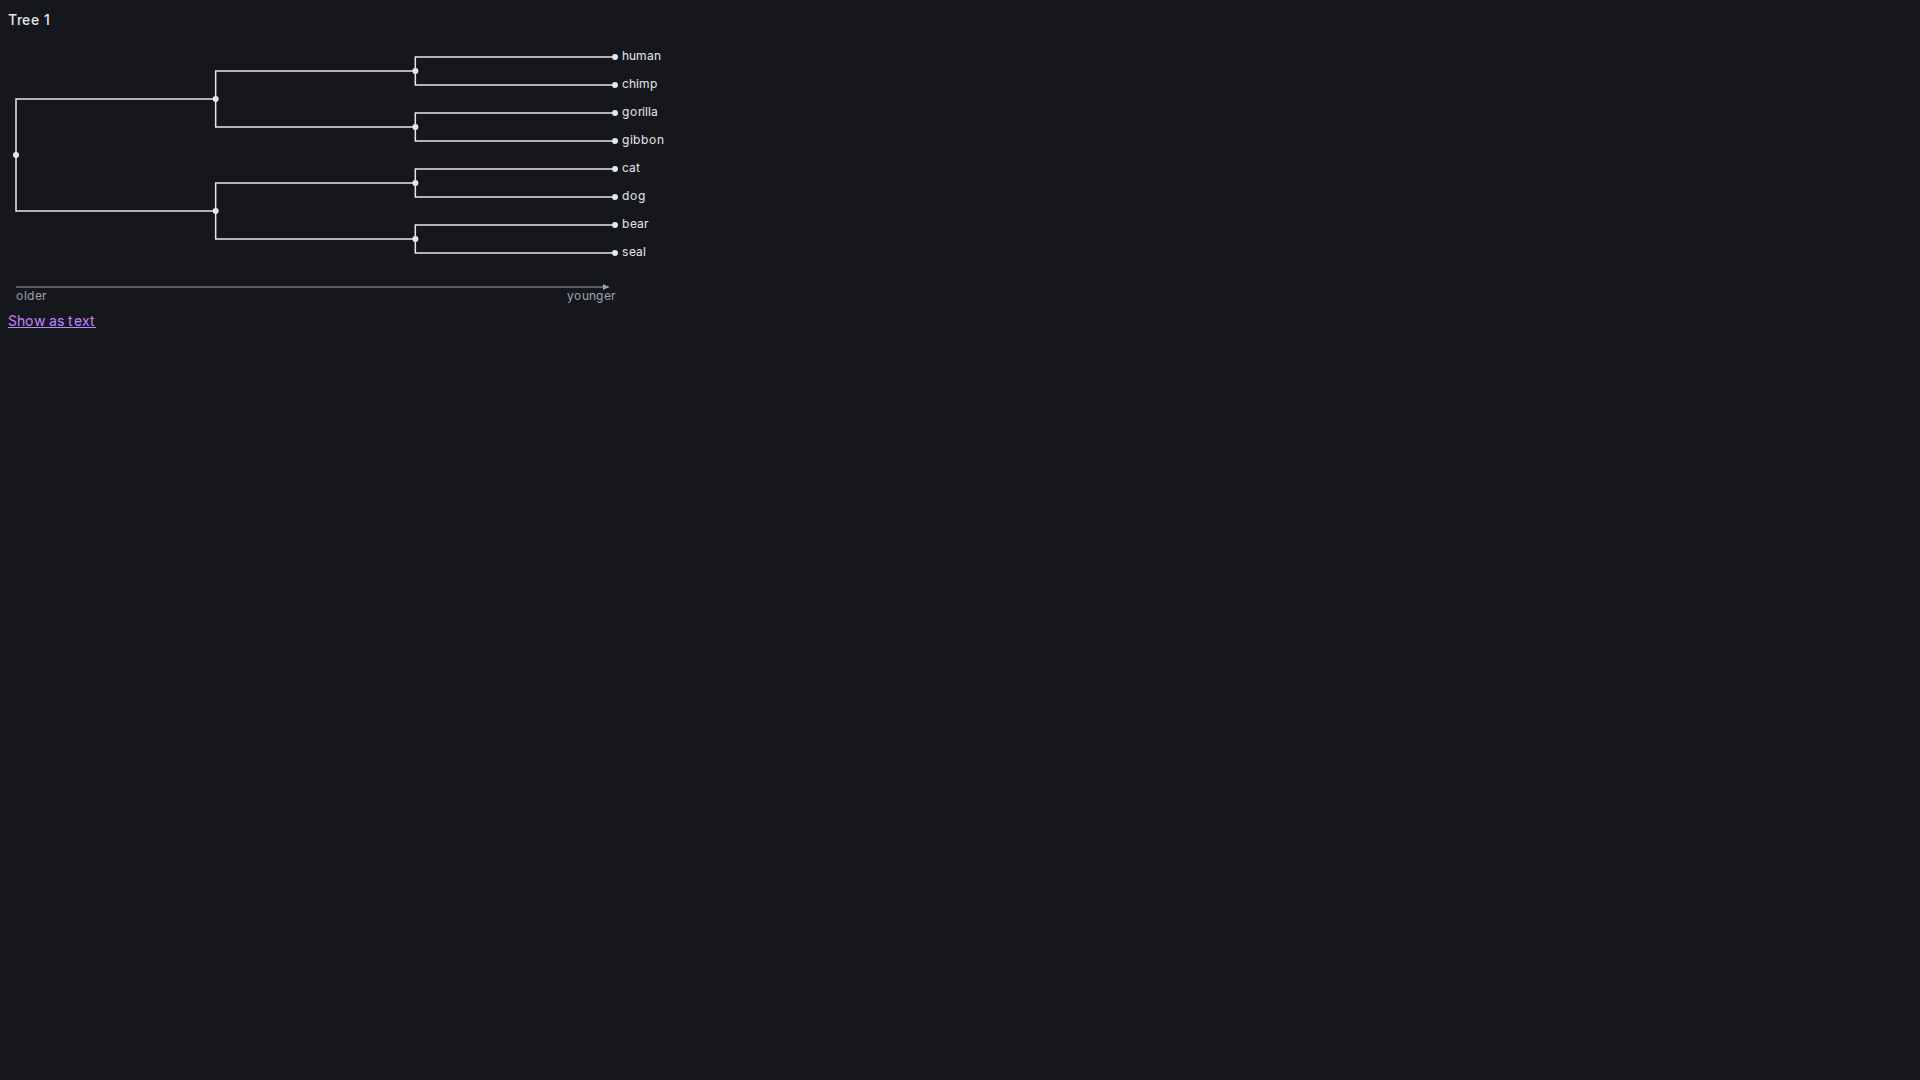 Tree 1
human
chimp
gorilla
gibbon
cat
dog
bear
seal
older younger
Show as text